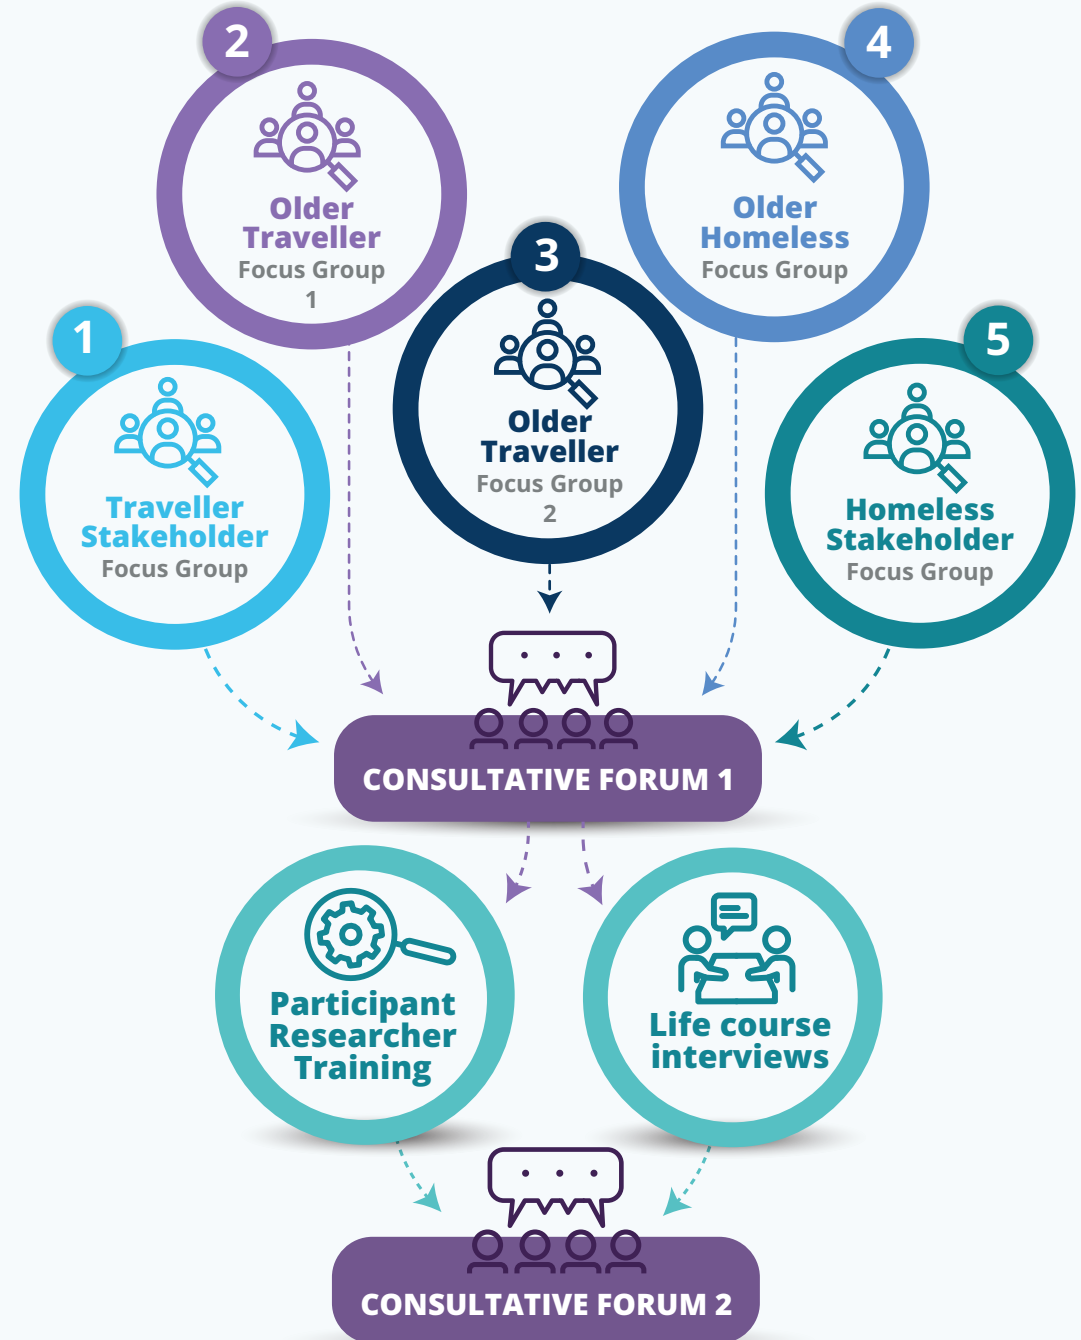 1
Traveller
Stakeholder
Focus Group
2
Older
Traveller
Focus Group
1
3
Older
Traveller
Focus Group
2
4
Older
Homeless
Focus Group
5
Homeless
Stakeholder
Focus Group
CONSULTATIVE FORUM 1
Participant
Researcher
Training
Life course
interviews
CONSULTATIVE FORUM 2